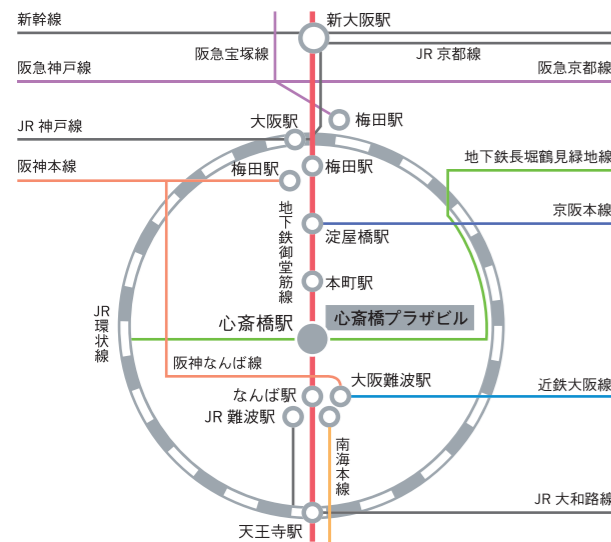 新幹線
新大阪駅
阪急宝塚線
JR 京都線
阪急神戸線
阪急京都線
JR 神戸線
大阪駅
梅田駅
阪神本線
梅田駅
梅田駅
地下鉄長堀鶴見緑地線
地下鉄御堂筋線
京阪本線
淀屋橋駅
本町駅
JR環状線
心斎橋駅
心斎橋プラザビル
阪神なんば線
大阪難波駅
近鉄大阪線
なんば駅
JR 難波駅
南海本線
JR 大和路線
天王寺駅